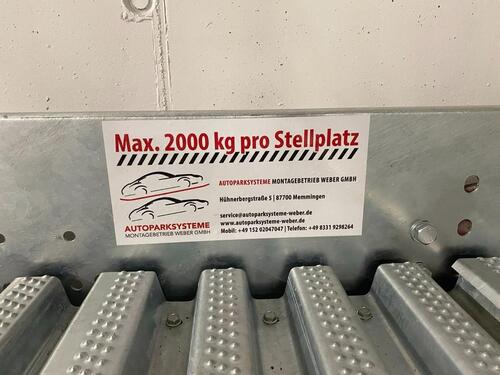 Max. 2000 kg pro Stellplatz
AUTOPARKSYSTEME MONTAGEBETRIEB WEBER GMBH
Hühnerbergstraße 5 | 87700 Memmingen
service@autoparksysteme-weber.de
www.autoparksysteme-weber.de
Mobil: +49 152 02047047 | Telefon: +49 8331 9298264
AUTOPARKSYSTEME
MONTAGEBETRIEB WEBER GMBH